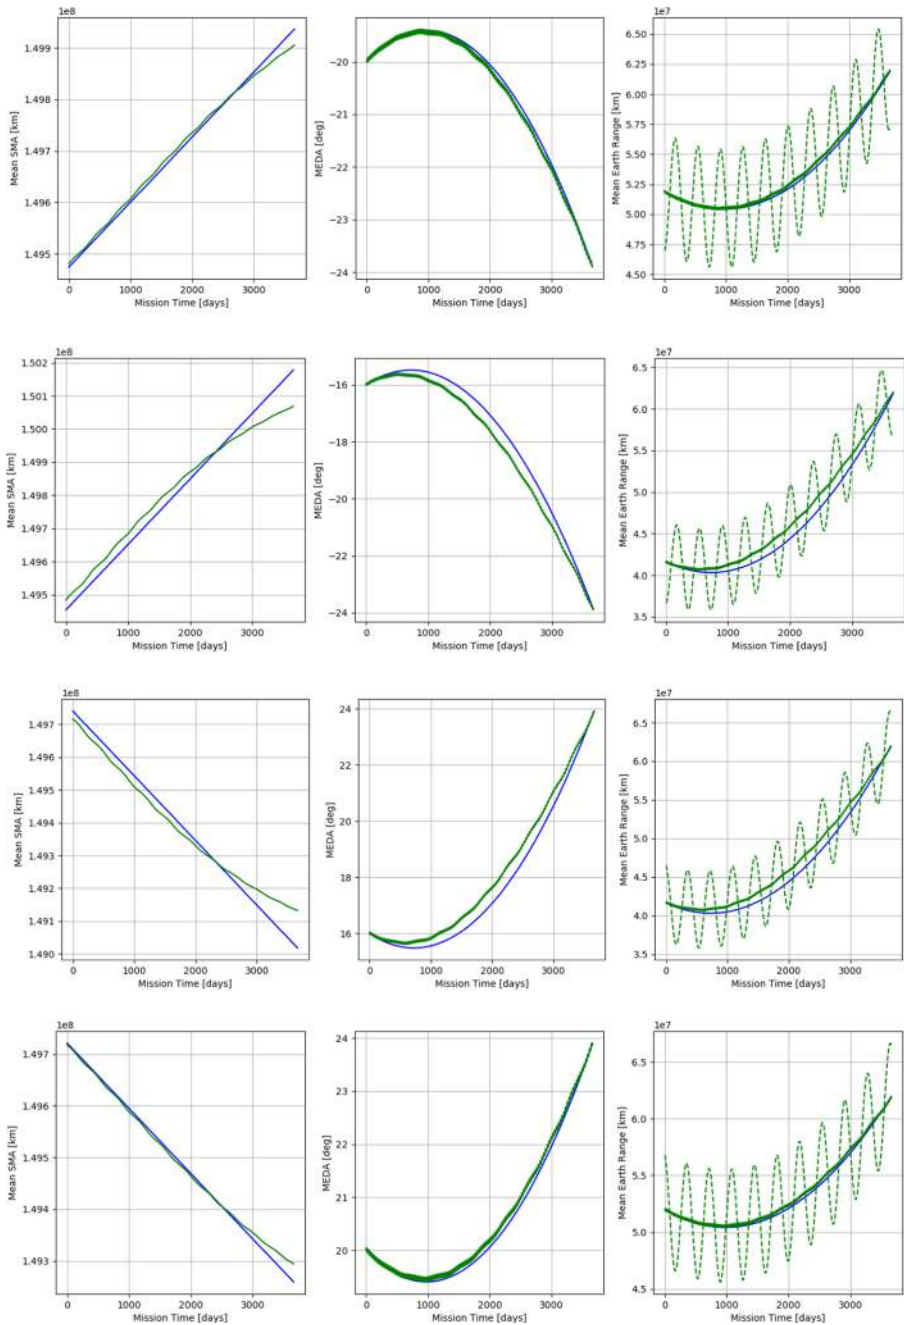 1e8
Mean SMA [km]
1.499
1.498
1.497
1.496
1.495
0 1000 2000 3000
Mission Time [days]
MEDA [deg]
−20
−21
−22
−23
−24
0 1000 2000 3000
Mission Time [days]
1e7
Mean Earth Range [km]
6.50
6.25
6.00
5.75
5.50
5.25
5.00
4.75
4.50
0 1000 2000 3000
Mission Time [days]
1e8
Mean SMA [km]
1.502
1.501
1.500
1.499
1.498
1.497
1.496
1.495
0 1000 2000 3000
Mission Time [days]
MEDA [deg]
−16
−18
−20
−22
−24
0 1000 2000 3000
Mission Time [days]
1e7
Mean Earth Range [km]
6.5
6.0
5.5
5.0
4.5
4.0
3.5
0 1000 2000 3000
Mission Time [days]
1e8
Mean SMA [km]
1.497
1.496
1.495
1.494
1.493
1.492
1.491
1.490
0 1000 2000 3000
Mission Time [days]
MEDA [deg]
24
22
20
18
16
0 1000 2000 3000
Mission Time [days]
1e7
Mean Earth Range [km]
6.5
6.0
5.5
5.0
4.5
4.0
3.5
0 1000 2000 3000
Mission Time [days]
1e8
Mean SMA [km]
1.497
1.496
1.495
1.494
1.493
0 1000 2000 3000
Mission Time [days]
MEDA [deg]
24
23
22
21
20
0 1000 2000 3000
Mission Time [days]
1e7
Mean Earth Range [km]
6.5
6.0
5.5
5.0
4.5
0 1000 2000 3000
Mission Time [days]